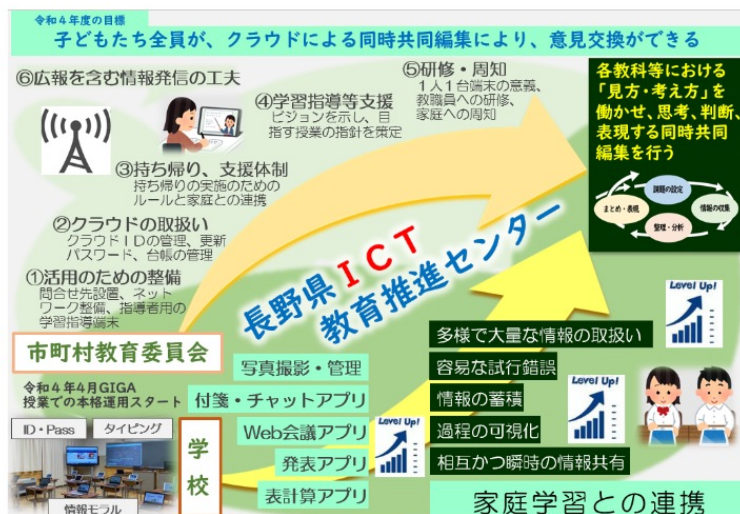 令和４年度の目標
子どもたち全員が、クラウドによる同時共同編集により、意見交換ができる
⑥広報を含む情報発信の工夫
⑤研修・周知
１人１台端末の意義、
教職員への研修、
家庭への周知
④学習指導等支援
ビジョンを示し、目
指す授業の指針を策定
③持ち帰り、支援体制
持ち帰りの実施のための
ルールと家庭との連携
②クラウドの取扱い
クラウドＩＤの管理、更新
パスワード、台帳の管理
①活用のための整備
問合せ先設置、ネット
ワーク整備、指導者用の
学習指導端末
各教科等における
「見方・考え方」を
働かせ、思考、判断、
表現する同時共同
編集を行う
課題の設定
情報の収集
整理・分析
まとめ・表現
長野県ＩＣＴ
教育推進センター
市町村教育委員会
令和４年４月GIGA
授業での本格運用スタート
ID・Pass
タイピング
情報モラル
学校
写真撮影・管理
付箋・チャットアプリ
Web会議アプリ
発表アプリ
表計算アプリ
Level Up!
多様で大量な情報の取扱い
容易な試行錯誤
情報の蓄積
過程の可視化
相互かつ瞬時の情報共有
Level Up!
Level Up!
家庭学習との連携